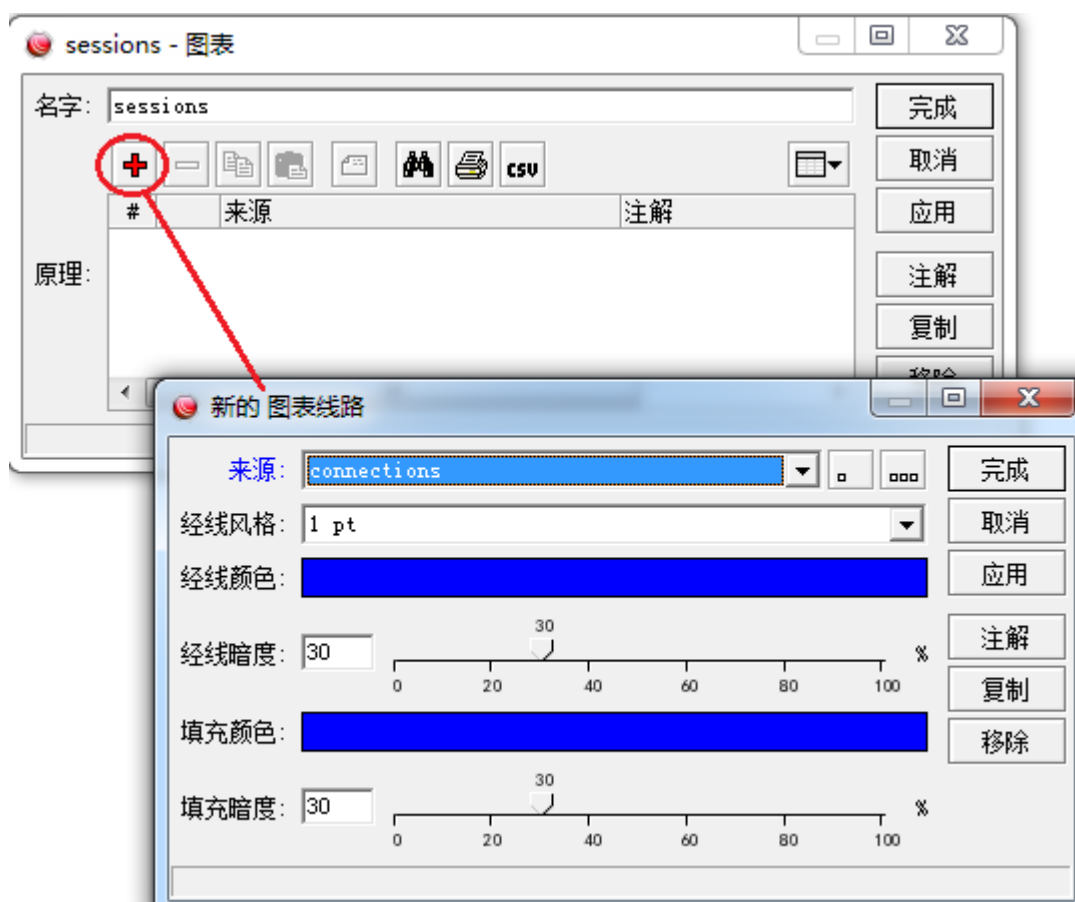 sessions - 图表
名字: sessions
完成
取消
csv
# 来源 注解
应用
原理:
注解
复制
新的 图表线路
来源: connections
完成
经线风格: 1 pt
取消
经线颜色:
应用
30
经线暗度: 30 %
注解
0 20 40 60 80 100
复制
填充颜色:
移除
30
填充暗度: 30 %
0 20 40 60 80 100